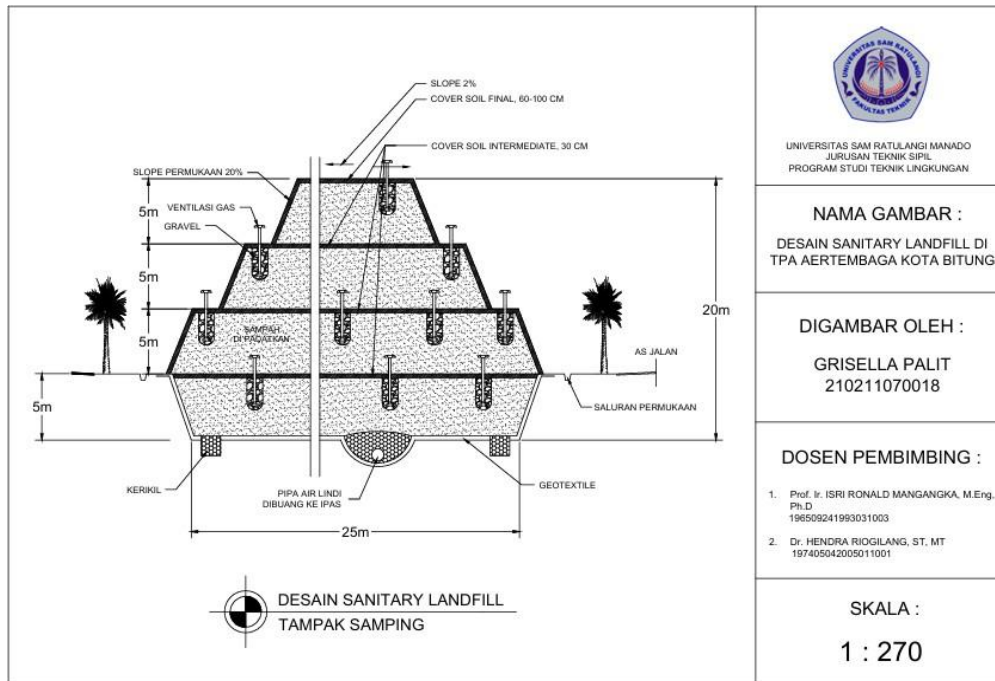 SLOPE 2%
COVER SOIL FINAL, 60-100 CM
COVER SOIL INTERMEDIATE, 30 CM
SLOPE PERMUKAAN 20%
VENTILASI GAS
GRAVEL
5m
5m
5m
5m
20m
SAMPAH
DI PADATKAN
AS JALAN
SALURAN PERMUKAAN
KERIKIL
PIPA AIR LINDI
DIBUANG KE IPAS
GEOTEXTILE
25m
DESAIN SANITARY LANDFILL
TAMPAK SAMPING
UNIVERSITAS SAM RATULANGI
FAKULTAS TEKNIK
UNIVERSITAS SAM RATULANGI MANADO
JURUSAN TEKNIK SIPIL
PROGRAM STUDI TEKNIK LINGKUNGAN
NAMA GAMBAR :
DESAIN SANITARY LANDFILL DI
TPA AERTEMBAGA KOTA BITUNG
DIGAMBAR OLEH :
GRISELLA PALIT
210211070018
DOSEN PEMBIMBING :
1. Prof. Ir. ISRI RONALD MANGANGKA, M.Eng,
Ph.D
196509241993031003
2. Dr. HENDRA RIOGILANG, ST, MT
197405042005011001
SKALA :
1 : 270